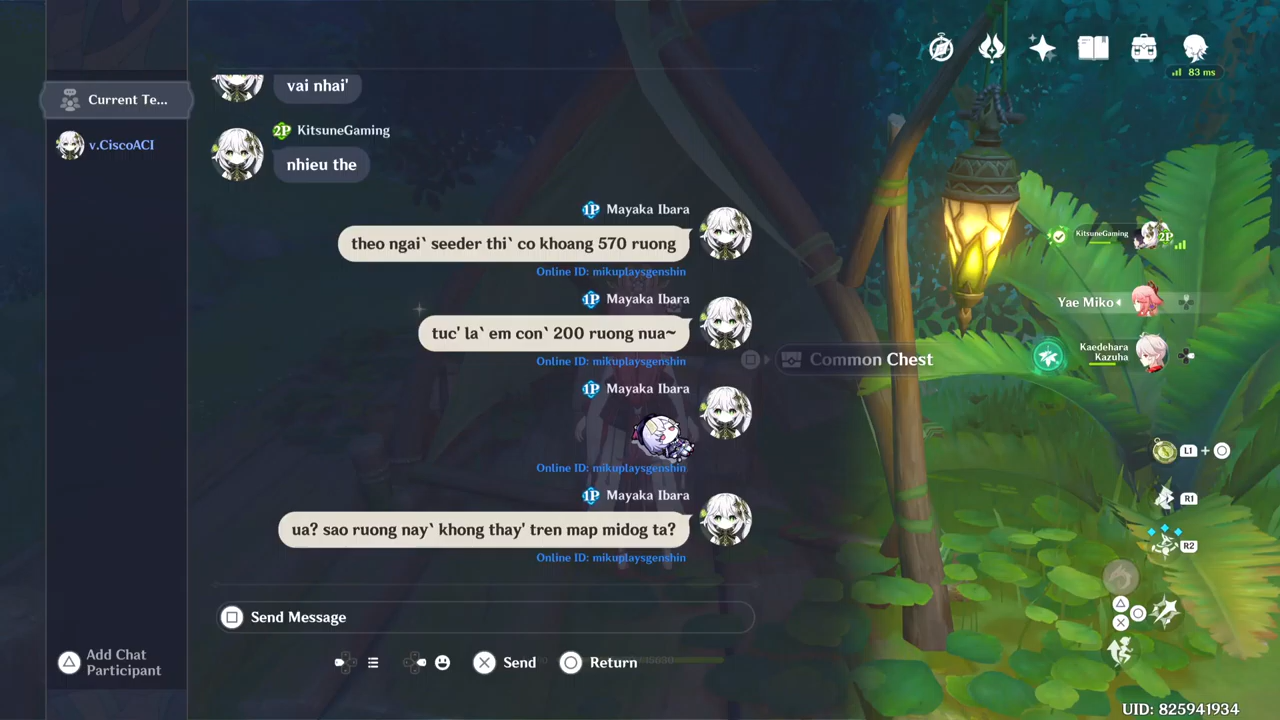 83 ms
Current Te...
v.CiscoACI
vai nhai'
2P KitsuneGaming
nhieu the
1P Mayaka Ibara
theo ngai` seeder thi` co khoang 570 ruong
Online ID: mikuplaysgenshin
1P Mayaka Ibara
tuc' la` em con` 200 ruong nua~
Online ID: mikuplaysgenshin
1P Mayaka Ibara
Online ID: mikuplaysgenshin
1P Mayaka Ibara
ua? sao ruong nay` khong thay' tren map midog ta?
Online ID: mikuplaysgenshin
Send Message
Add Chat
Participant
Send
Return
Common Chest
KitsuneGaming
2P
Yae Miko
Kaedehara
Kazuha
L1 +
R1
R2
UID: 825941934